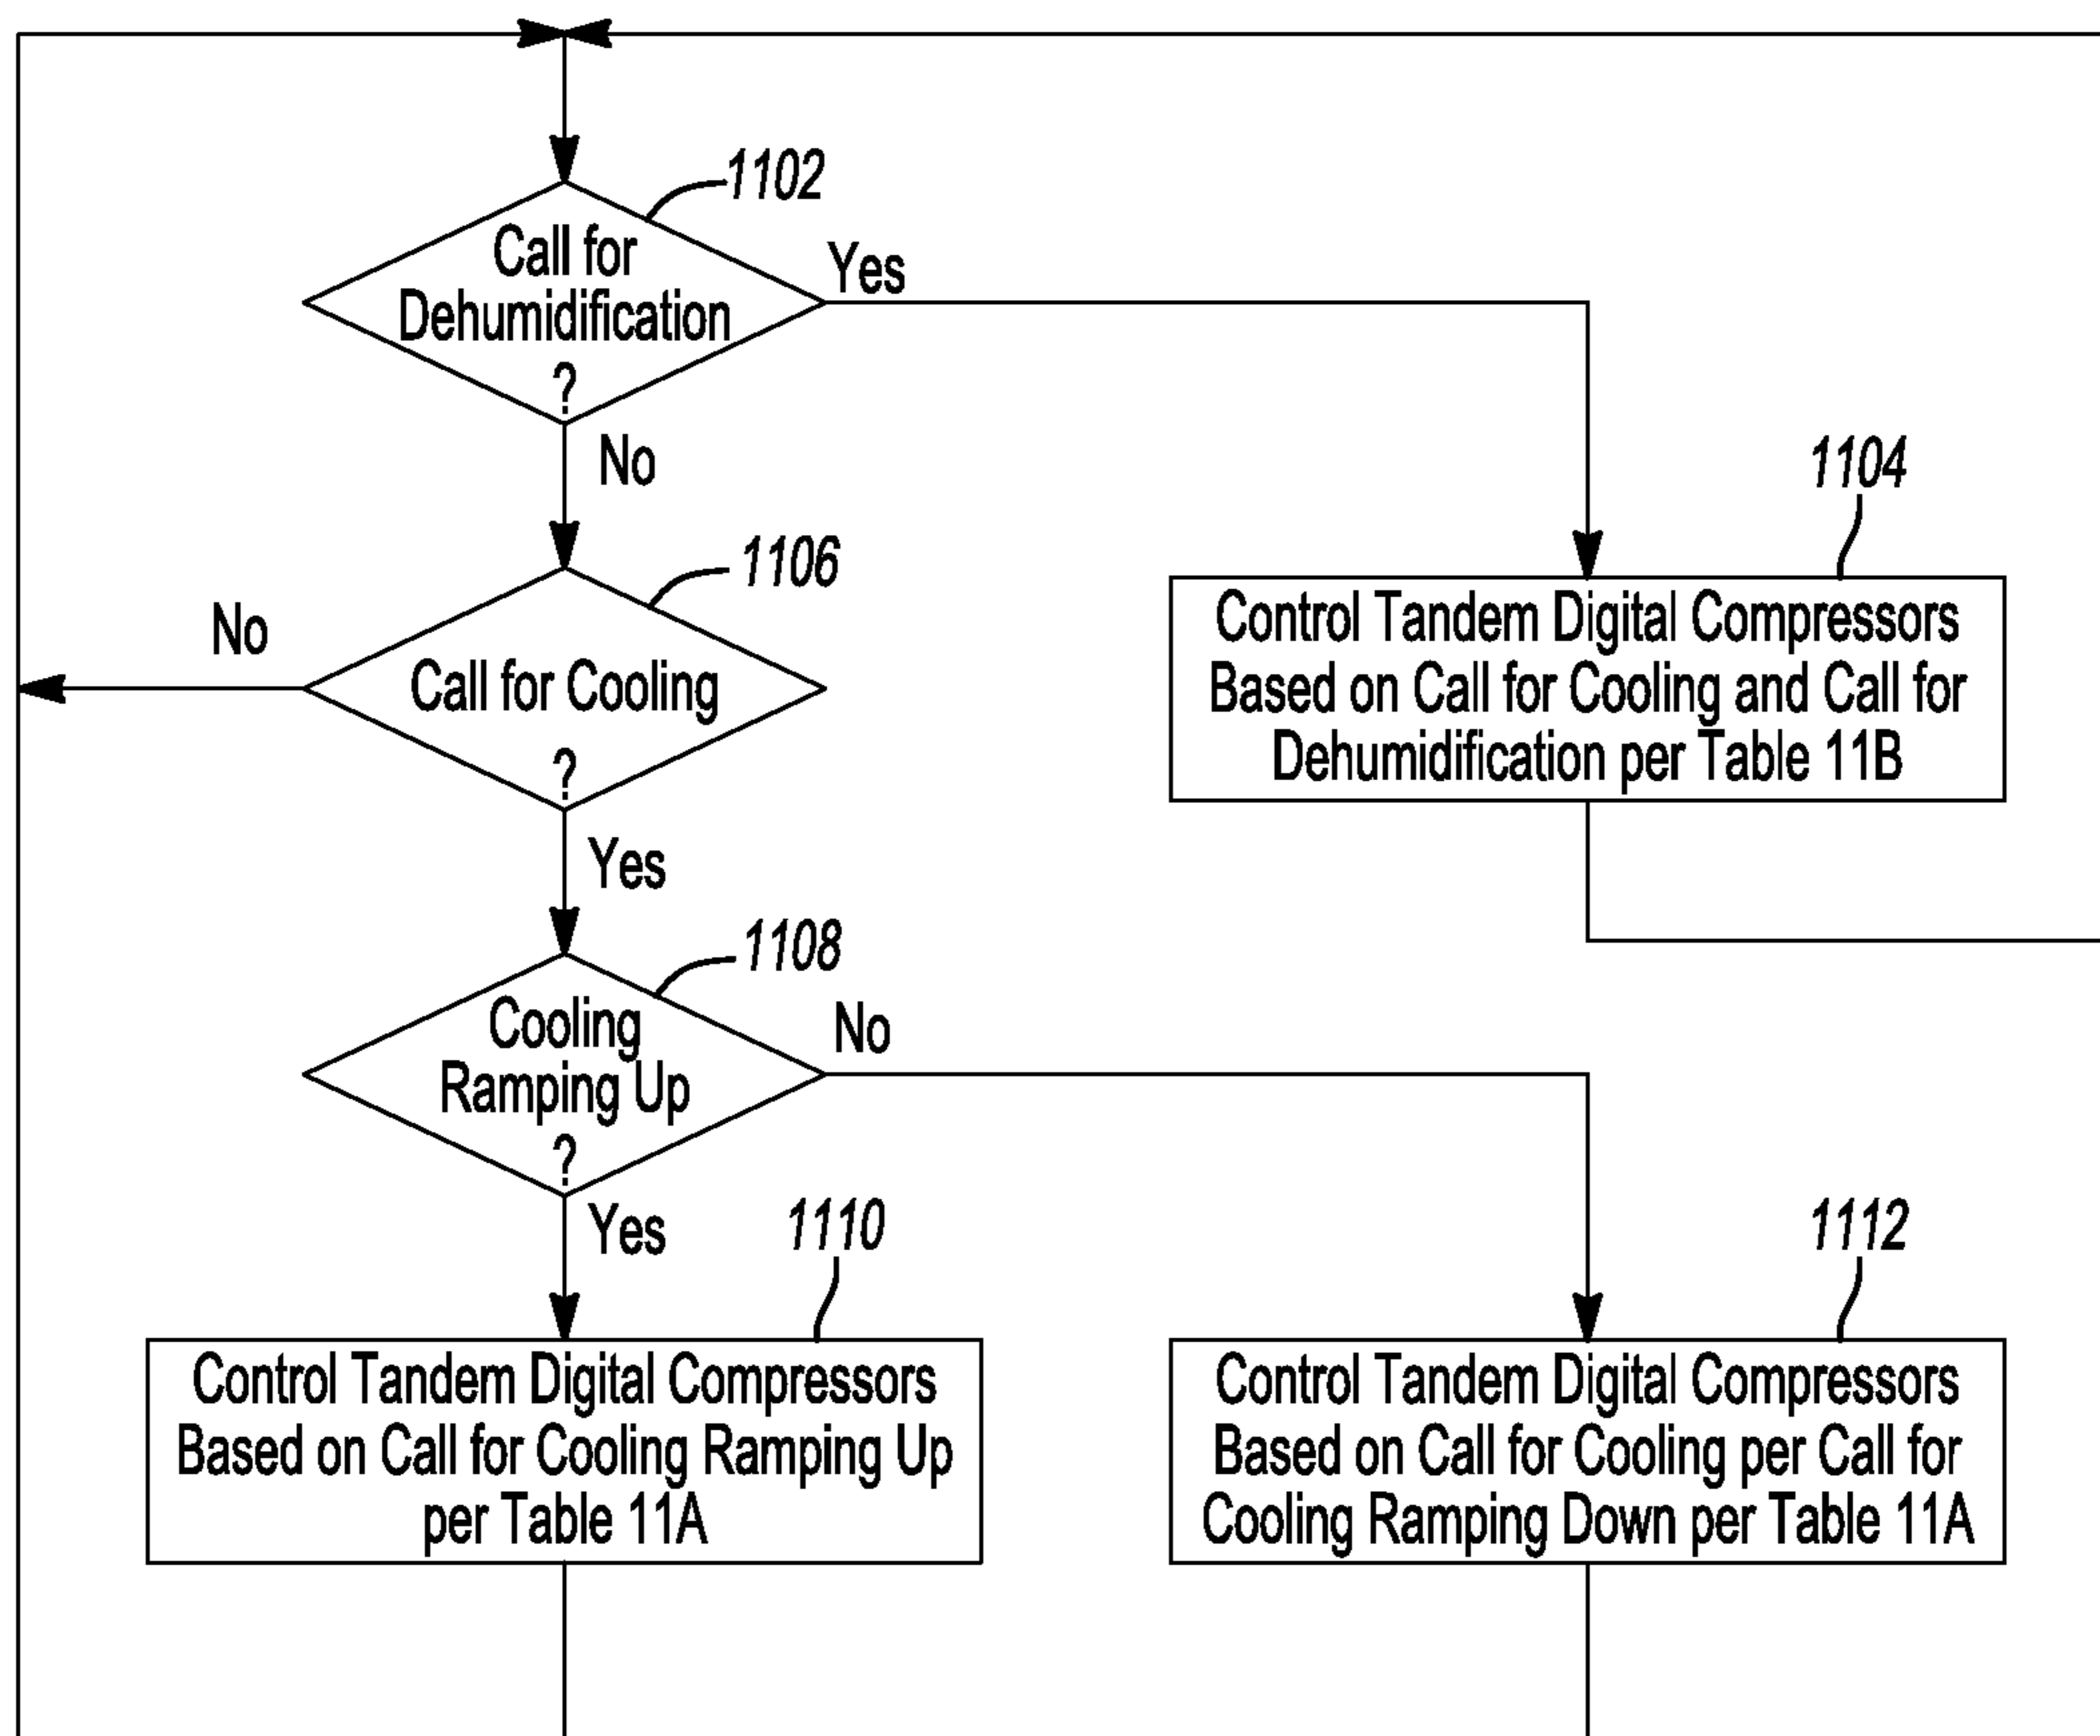 1102
Call for
Dehumidification
?
Yes
No
1104
Control Tandem Digital Compressors
Based on Call for Cooling and Call for
Dehumidification per Table 11B
1106
No
Call for Cooling
?
Yes
1108
Cooling
Ramping Up
?
No
Yes
1110
Control Tandem Digital Compressors
Based on Call for Cooling Ramping Up
per Table 11A
1112
Control Tandem Digital Compressors
Based on Call for Cooling per Call for
Cooling Ramping Down per Table 11A